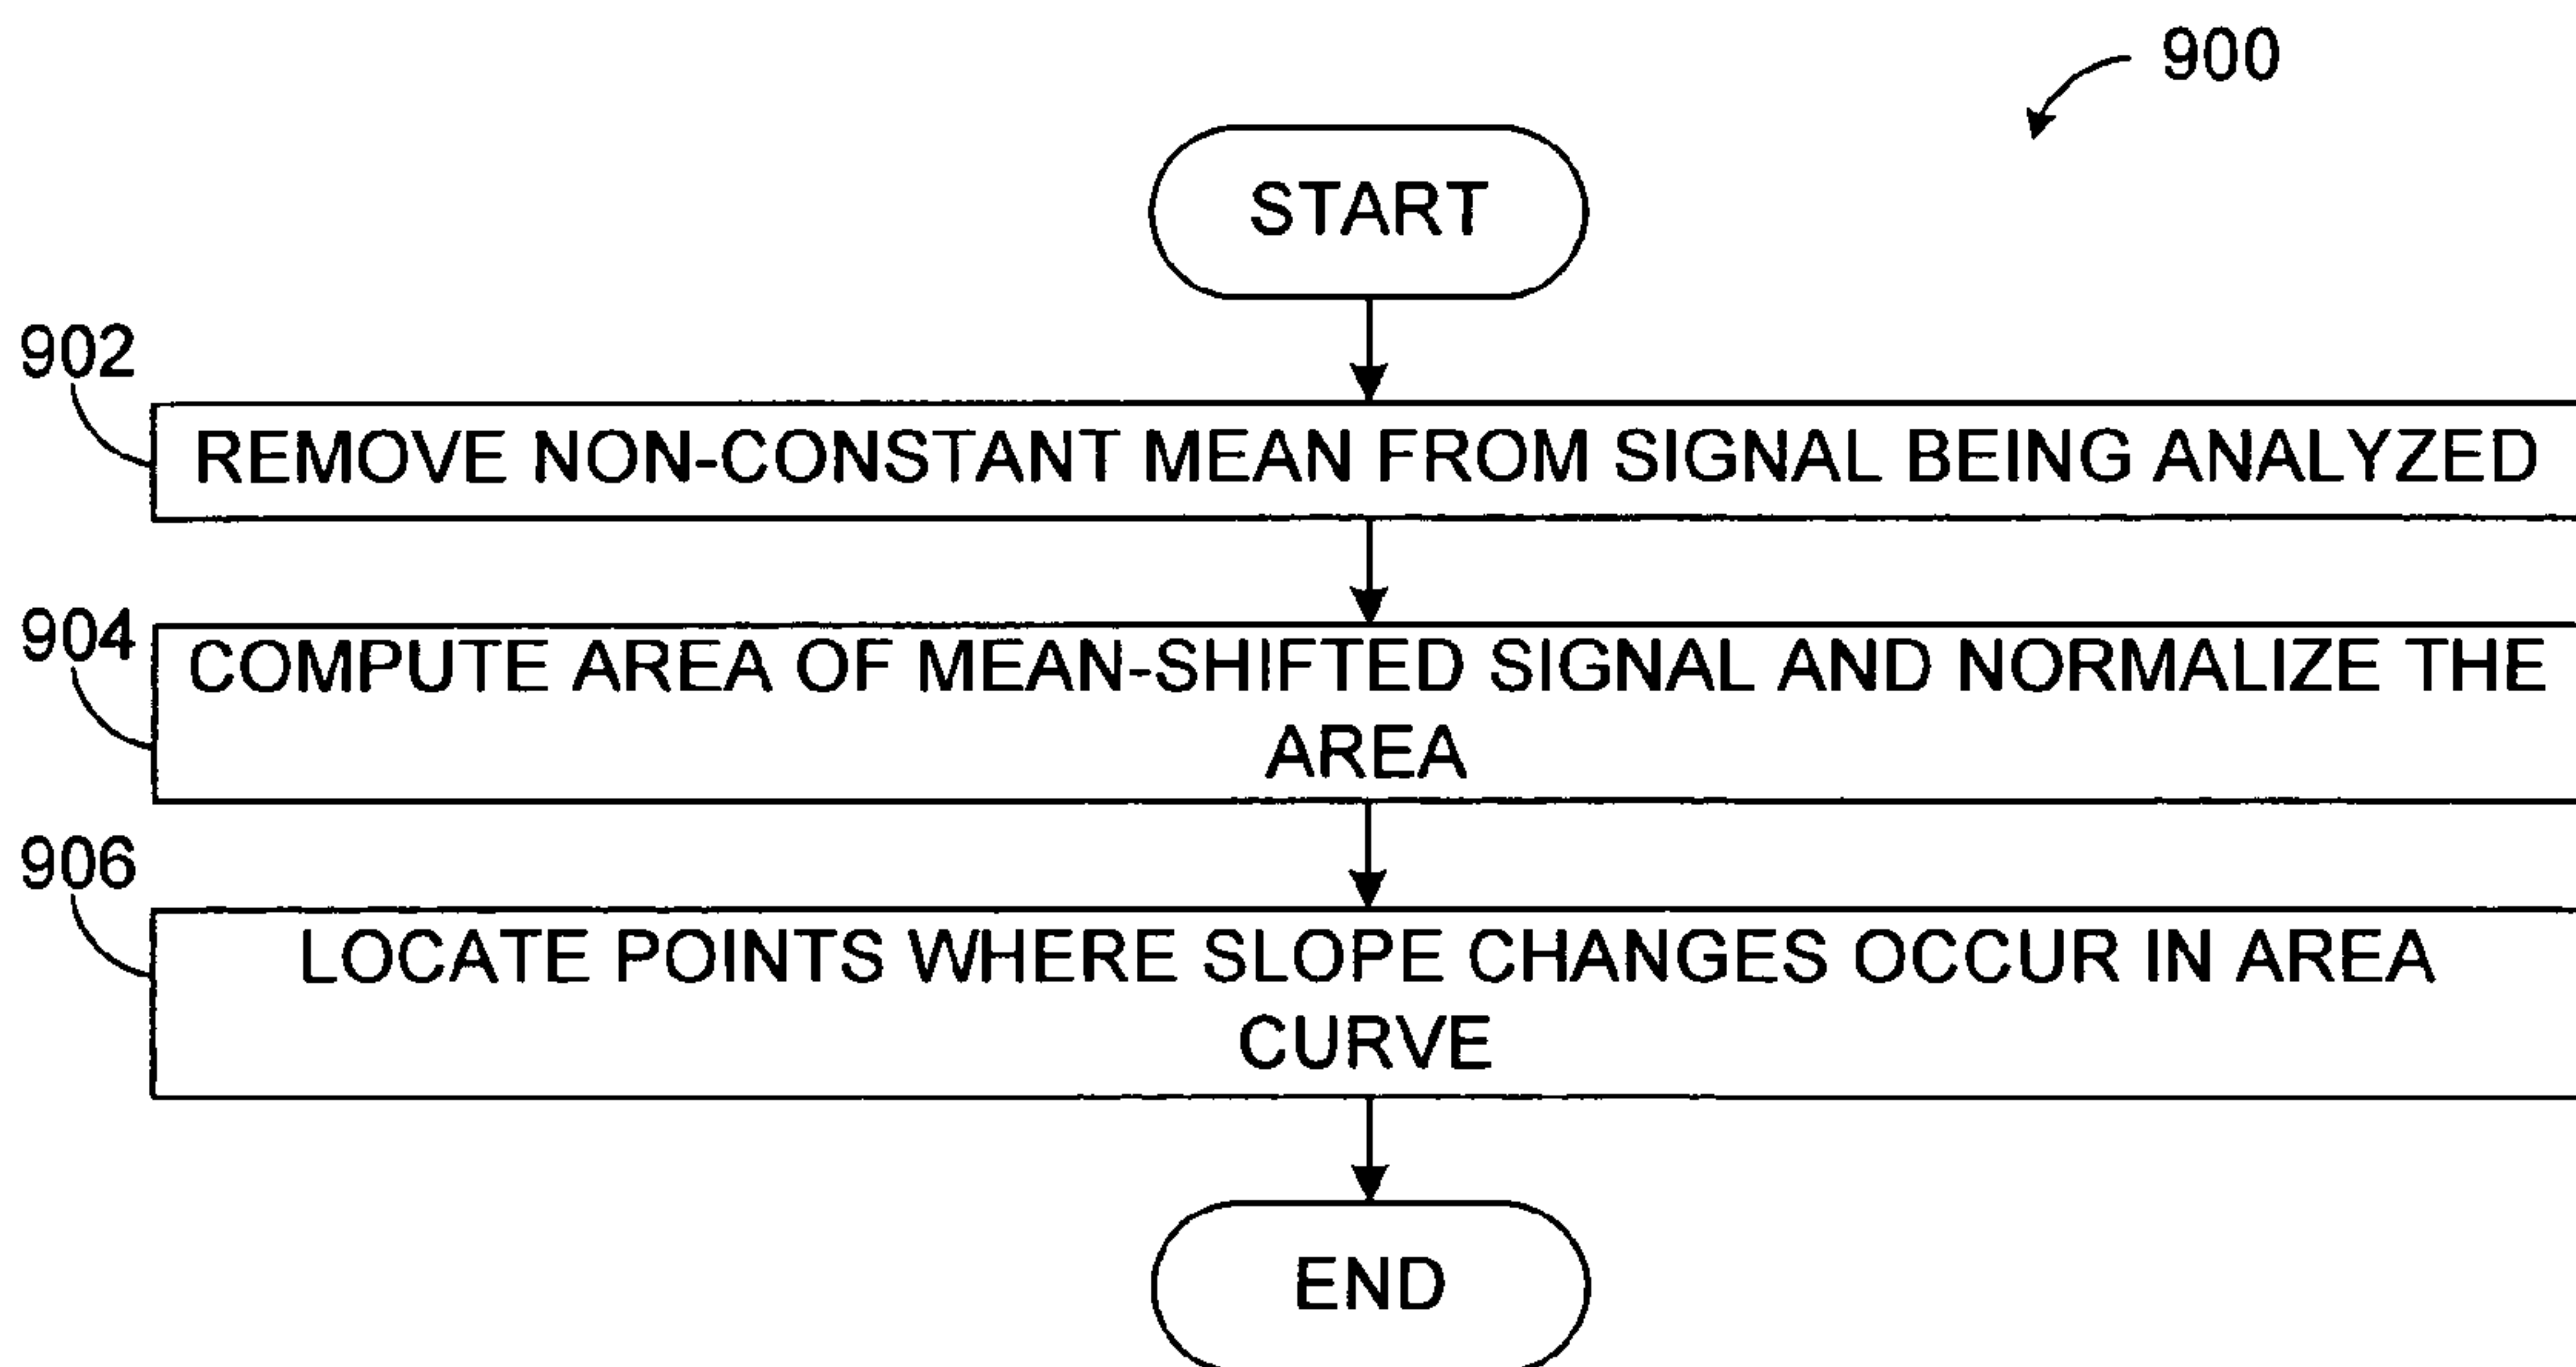 900
START
902
REMOVE NON-CONSTANT MEAN FROM SIGNAL BEING ANALYZED
904
COMPUTE AREA OF MEAN-SHIFTED SIGNAL AND NORMALIZE THE
AREA
906
LOCATE POINTS WHERE SLOPE CHANGES OCCUR IN AREA
CURVE
END